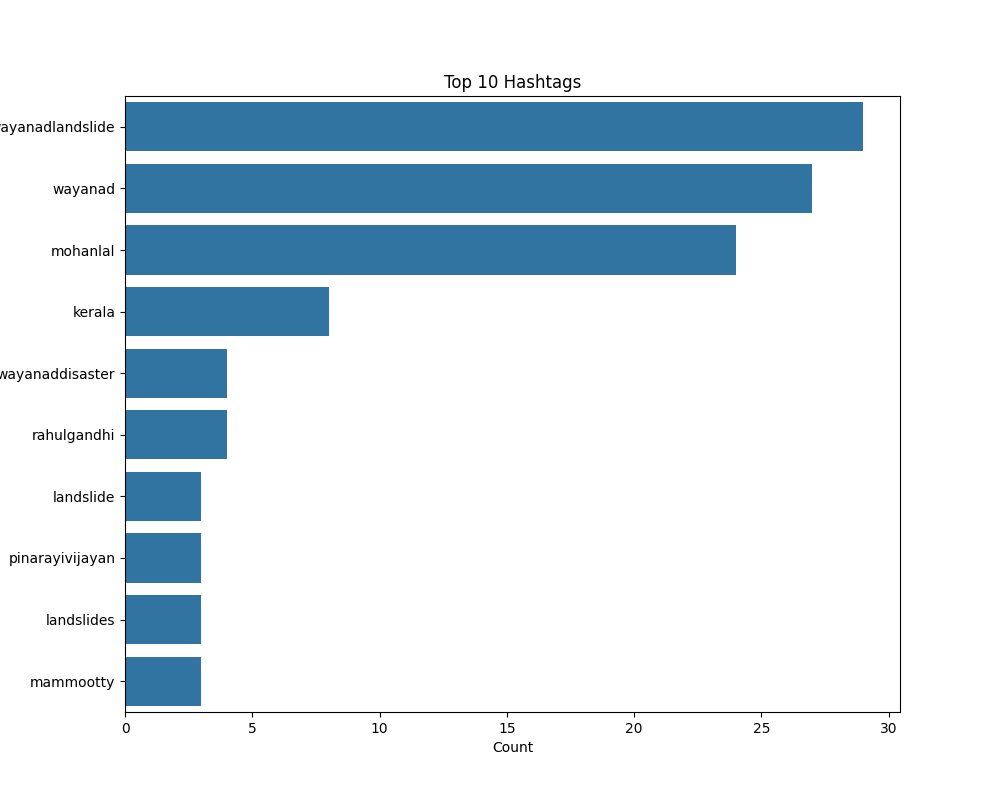 Top 10 Hashtags
ayanadlandslide
wayanad
mohanlal
kerala
wayanaddisaster
rahulgandhi
landslide
pinarayivijayan
landslides
mammootty
0 5 10 15 20 25 30
Count